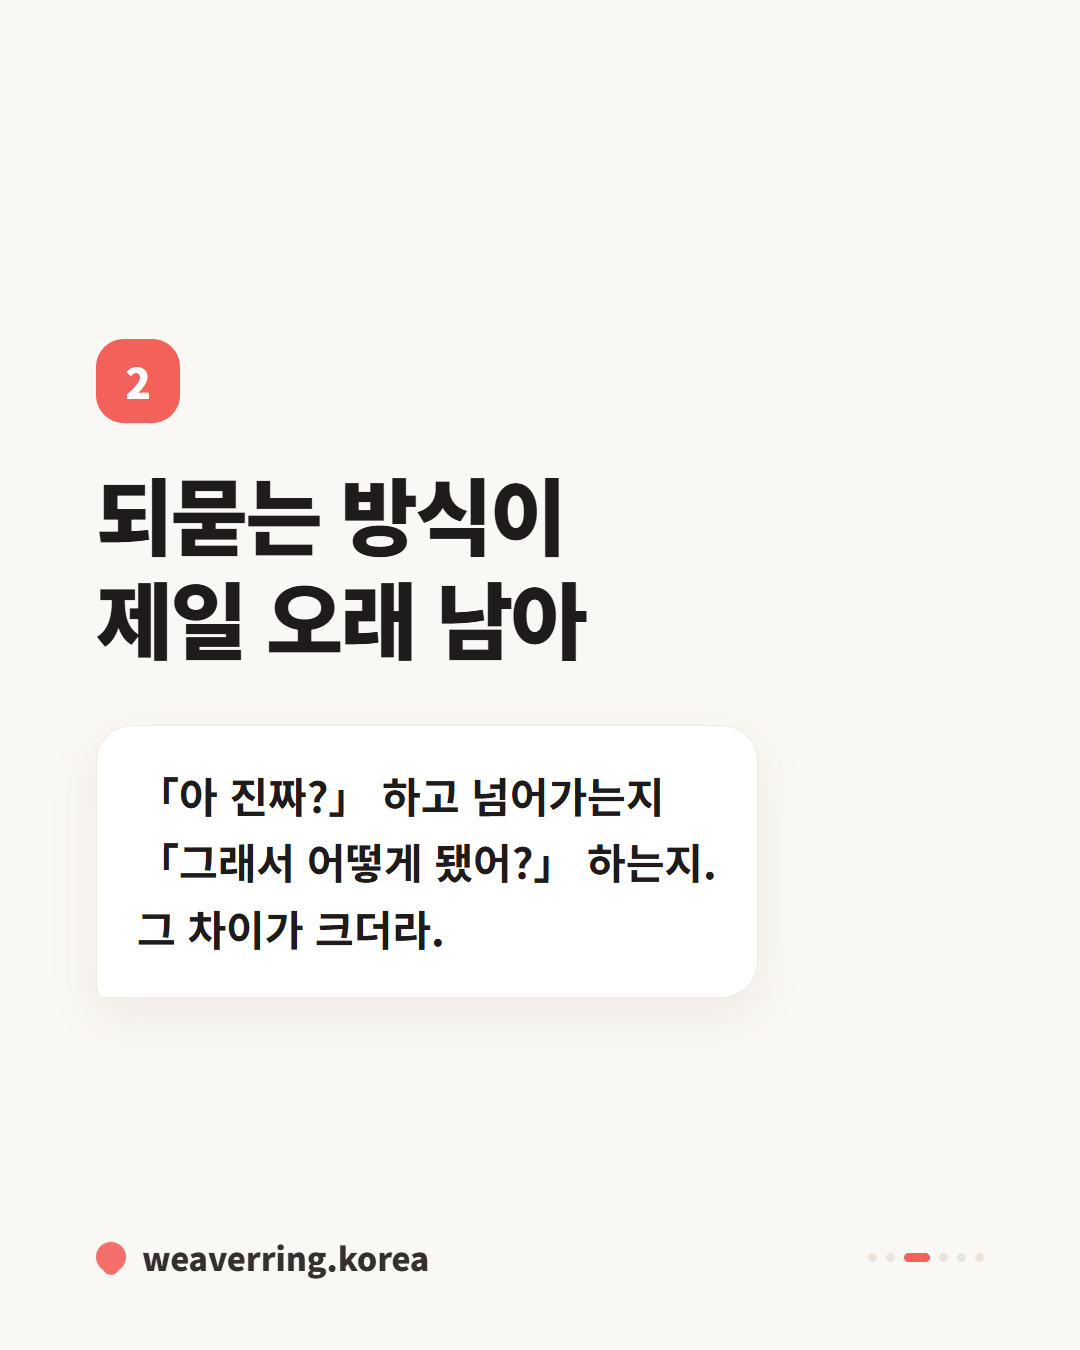 2
되묻는 방식이
제일 오래 남아
「아 진짜?」 하고 넘어가는지
「그래서 어떻게 됐어?」 하는지.
그 차이가 크더라.
weaverring.korea